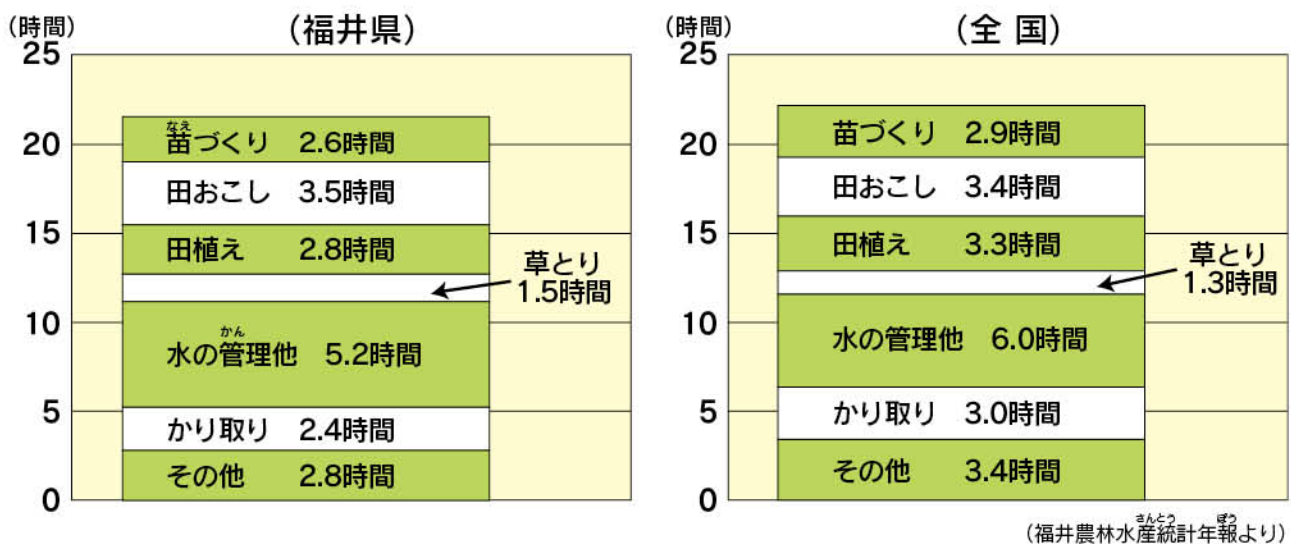 (時間)
(福井県)
25
20
15
10
5
0
なえ
苗づくり 2.6時間
田おこし 3.5時間
田植え 2.8時間
草とり
1.5時間
かん
水の管理他 5.2時間
かり取り 2.4時間
その他 2.8時間
(時間)
(全 国)
25
20
15
10
5
0
苗づくり 2.9時間
田おこし 3.4時間
田植え 3.3時間
草とり
1.3時間
水の管理他 6.0時間
かり取り 3.0時間
その他 3.4時間
さんとう ぽう
(福井農林水産統計年報より)